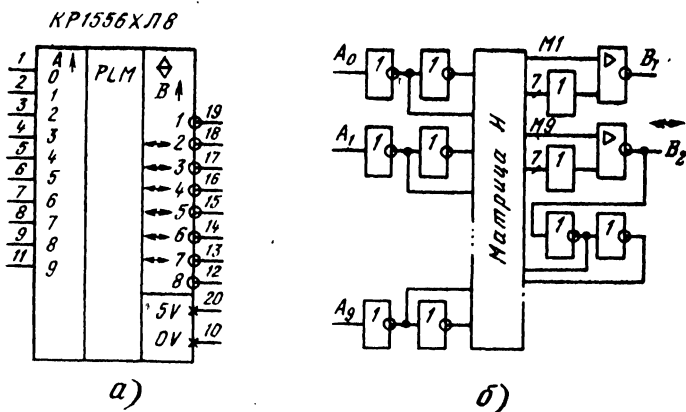 КР1556ХЛ8
A
PLM
B
1 0
2 1
3 2
4 3
5 4
6 5
7 6
8 7
9 8
11 9
1 19
2 18
3 17
4 16
5 15
6 14
7 13
8 12
5V 20
0V 10
а)
A0 1 1
A1 1 1
A9 1 1
Матрица И
M1
7 1
B1
M9
7 1
B2
1 1
б)